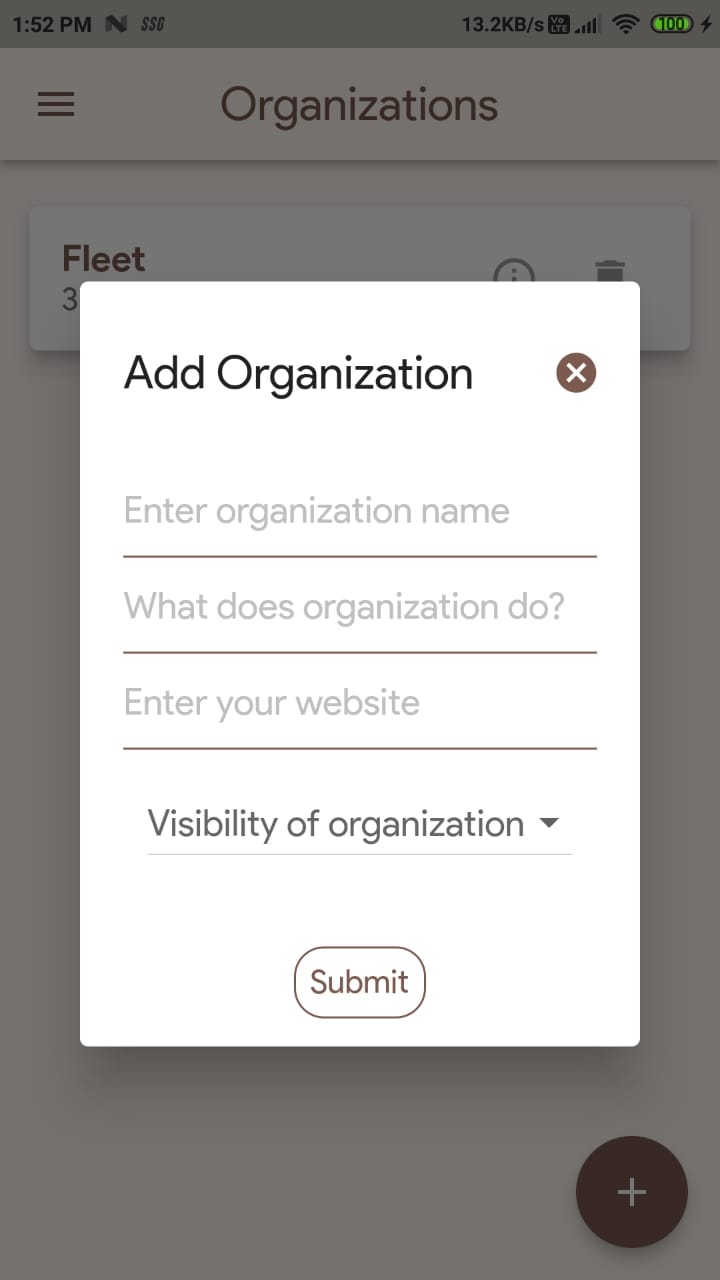 1:52 PM N SSG 13.2KB/s Vo LTE 100
Organizations
Fleet
3
Add Organization
Enter organization name
What does organization do?
Enter your website
Visibility of organization
Submit